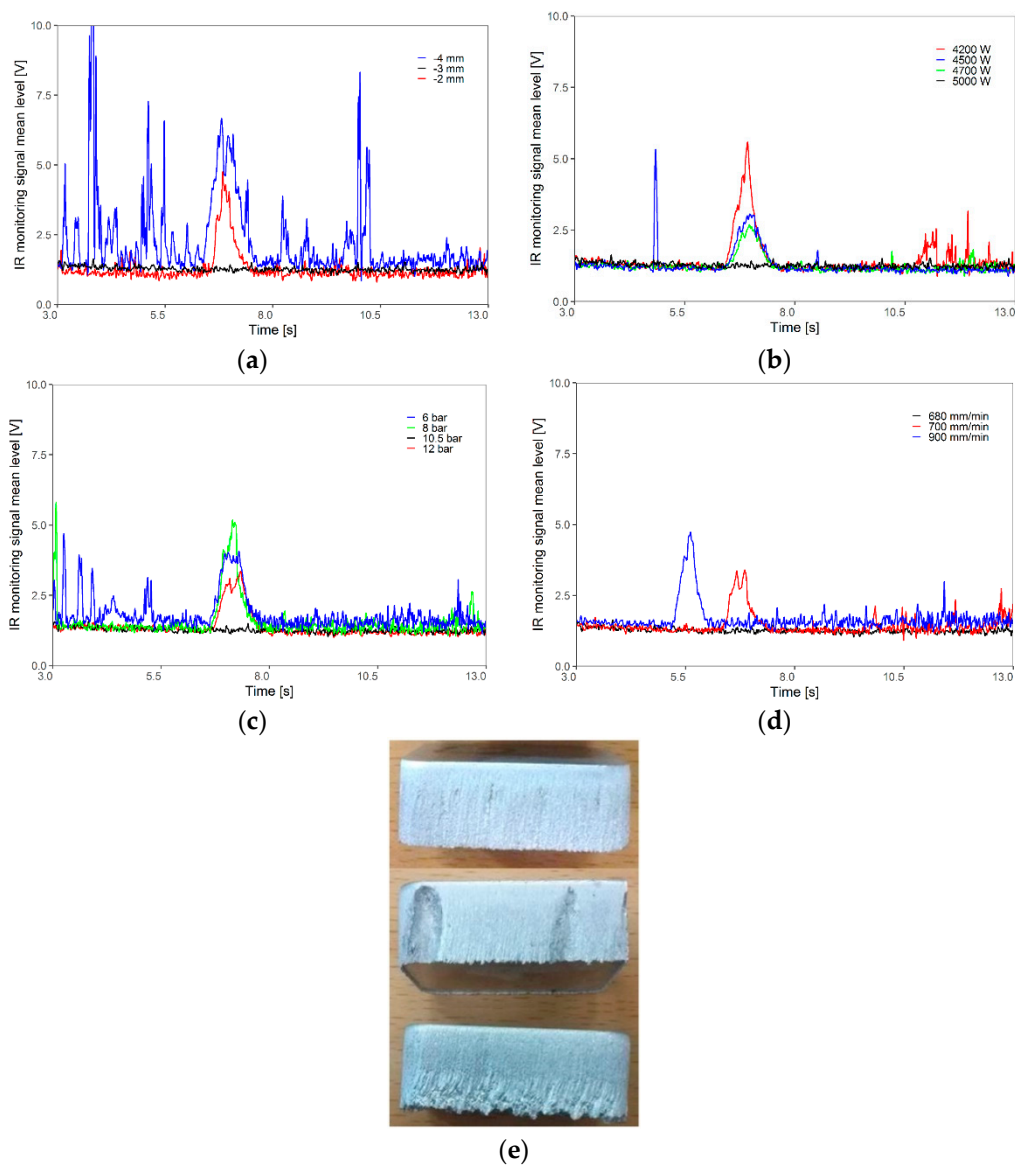 10.0
7.5
5.0
2.5
0.0
IR monitoring signal mean level [V]
-4 mm
-3 mm
-2 mm
3.0 5.5 8.0 10.5 13.0
Time [s]
(a)
10.0
7.5
5.0
2.5
0.0
IR monitoring signal mean level [V]
4200 W
4500 W
4700 W
5000 W
3.0 5.5 8.0 10.5 13.0
Time [s]
(b)
10.0
7.5
5.0
2.5
0.0
IR monitoring signal mean level [V]
6 bar
8 bar
10.5 bar
12 bar
3.0 5.5 8.0 10.5 13.0
Time [s]
(c)
10.0
7.5
5.0
2.5
0.0
IR monitoring signal mean level [V]
680 mm/min
700 mm/min
900 mm/min
3.0 5.5 8.0 10.5 13.0
Time [s]
(d)
(e)